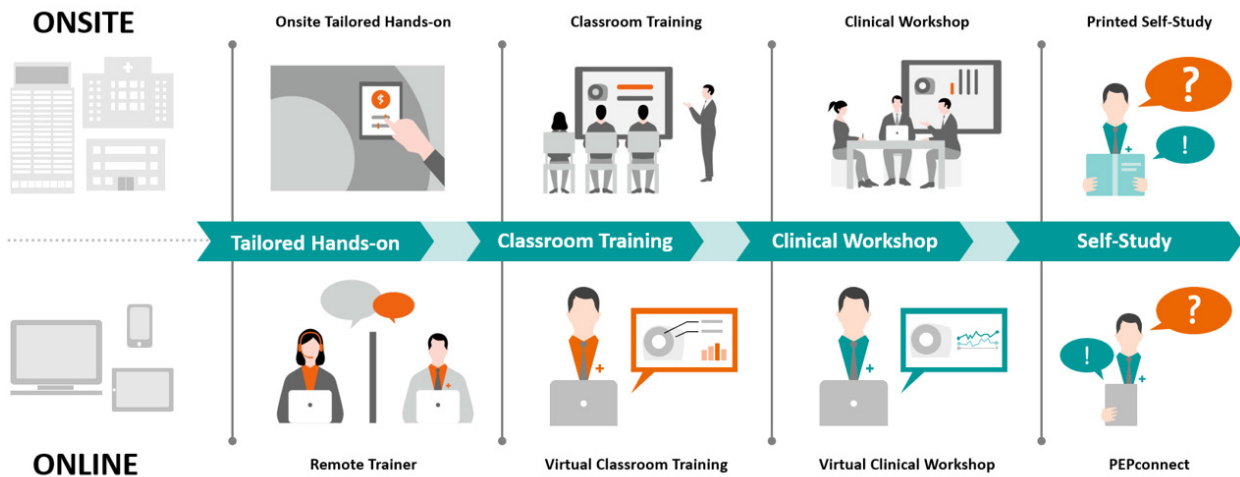 ONSITE
Onsite Tailored Hands-on
Classroom Training
Clinical Workshop
Printed Self-Study
$
?
!
Tailored Hands-on
Classroom Training
Clinical Workshop
Self-Study
?
!
ONLINE
Remote Trainer
Virtual Classroom Training
Virtual Clinical Workshop
PEPconnect